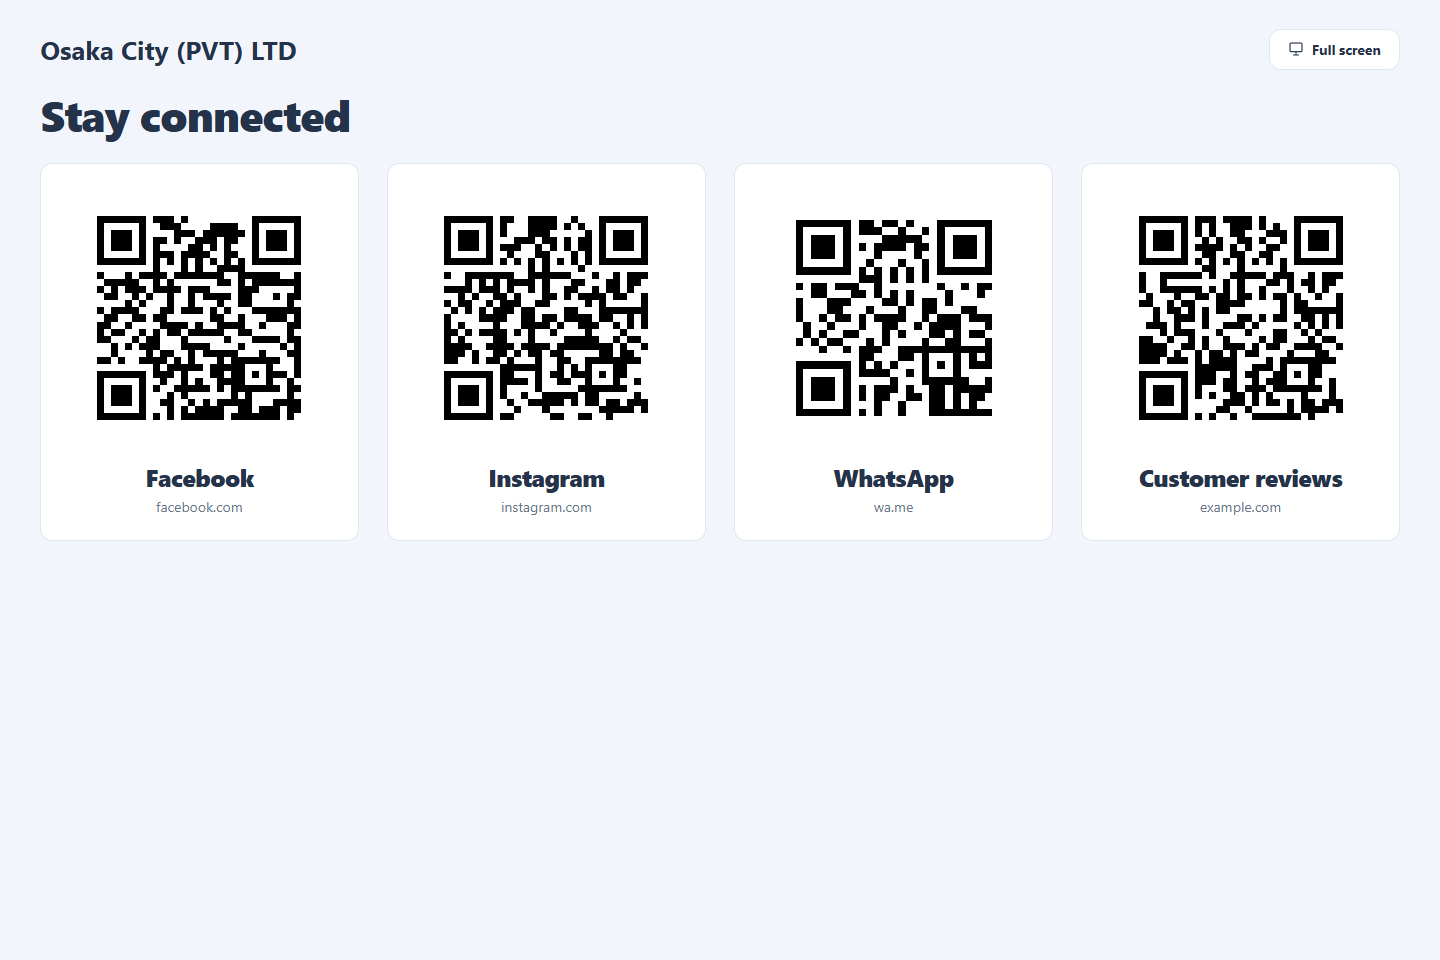 Osaka City (PVT) LTD
Full screen
Stay connected
Facebook
facebook.com
Instagram
instagram.com
WhatsApp
wa.me
Customer reviews
example.com